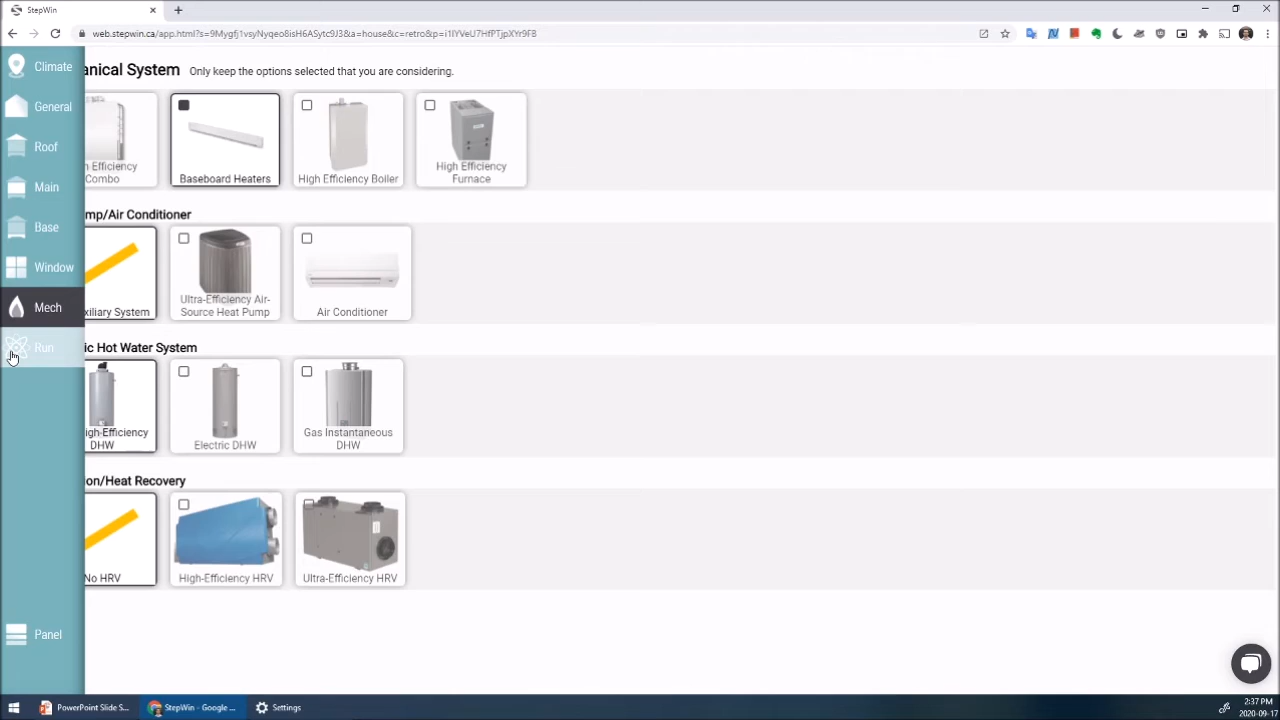 StepWin
web.stepwin.ca/app.html?s=9Mygfj1vsyNyqeo8isH6ASytc9J3&a=house&c=retro&p=i1IYVeU7HfPTjpXYr9F8
Climate
General
Roof
Main
Base
Window
Mech
Run
Panel
anical System Only keep the options selected that you are considering.
n Efficiency
Combo
Baseboard Heaters
High Efficiency Boiler
High Efficiency
Furnace
mp/Air Conditioner
xiliary System
Ultra-Efficiency Air-
Source Heat Pump
Air Conditioner
ic Hot Water System
igh-Efficiency
DHW
Electric DHW
Gas Instantaneous
DHW
on/Heat Recovery
No HRV
High-Efficiency HRV
Ultra-Efficiency HRV
PowerPoint Slide S...
StepWin - Google ...
Settings
2:37 PM
2020-09-17